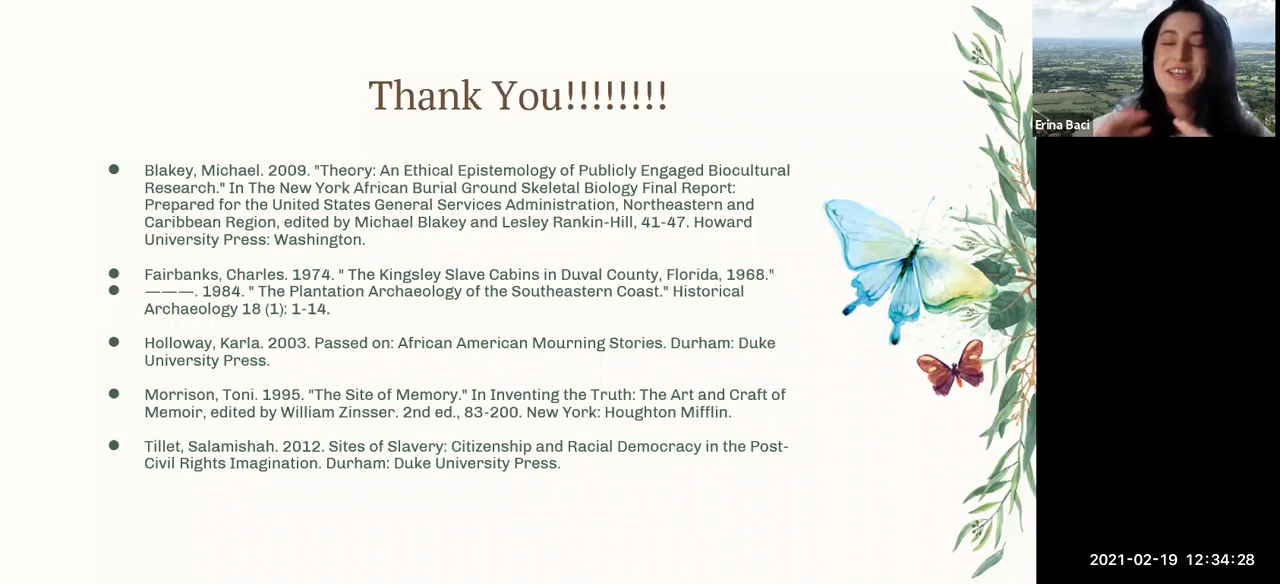 Thank You!!!!!!!!
Blakey, Michael. 2009. "Theory: An Ethical Epistemology of Publicly Engaged Biocultural
Research." In The New York African Burial Ground Skeletal Biology Final Report:
Prepared for the United States General Services Administration, Northeastern and
Caribbean Region, edited by Michael Blakey and Lesley Rankin-Hill, 41-47. Howard
University Press: Washington.
Fairbanks, Charles. 1974. " The Kingsley Slave Cabins in Duval County, Florida, 1968."
———. 1984. " The Plantation Archaeology of the Southeastern Coast." Historical
Archaeology 18 (1): 1-14.
Holloway, Karla. 2003. Passed on: African American Mourning Stories. Durham: Duke
University Press.
Morrison, Toni. 1995. "The Site of Memory." In Inventing the Truth: The Art and Craft of
Memoir, edited by William Zinsser. 2nd ed., 83-200. New York: Houghton Mifflin.
Tillet, Salamishah. 2012. Sites of Slavery: Citizenship and Racial Democracy in the Post-
Civil Rights Imagination. Durham: Duke University Press.
Erina Baci
2021-02-19 12:34:28